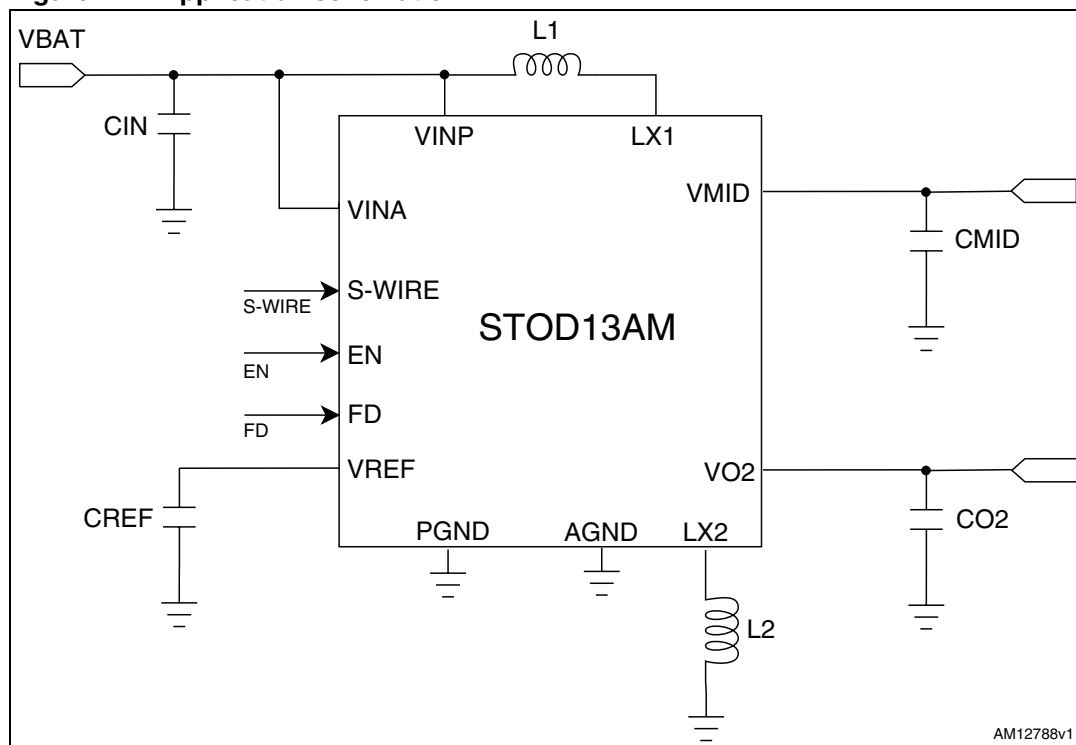 VBAT
L1
CIN
VINP
LX1
VMID
VINA
CMID
S-WIRE
S-WIRE
STOD13AM
EN
EN
FD
FD
VREF
VO2
CREF
CO2
PGND
AGND
LX2
L2
AM12788v1